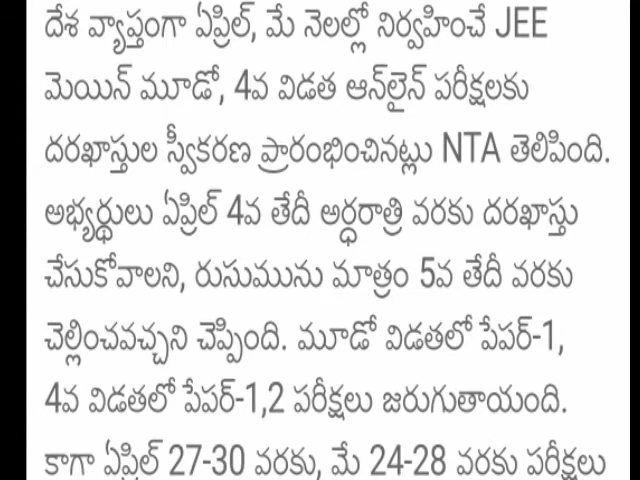 దేశ వ్యాప్తంగా ఏప్రిల్, మే నెలల్లో నిర్వహించే JEE
మెయిన్ మూడో, 4వ విడత ఆన్‌లైన్ పరీక్షలకు
దరఖాస్తుల స్వీకరణ ప్రారంభించినట్లు NTA తెలిపింది.
అభ్యర్థులు ఏప్రిల్ 4వ తేదీ అర్ధరాత్రి వరకు దరఖాస్తు
చేసుకోవాలని, రుసుమును మాత్రం 5వ తేదీ వరకు
చెల్లించవచ్చని చెప్పింది. మూడో విడతలో పేపర్-1,
4వ విడతలో పేపర్-1,2 పరీక్షలు జరుగుతాయంది.
కాగా ఏప్రిల్ 27-30 వరకు, మే 24-28 వరకు పరీక్షలు